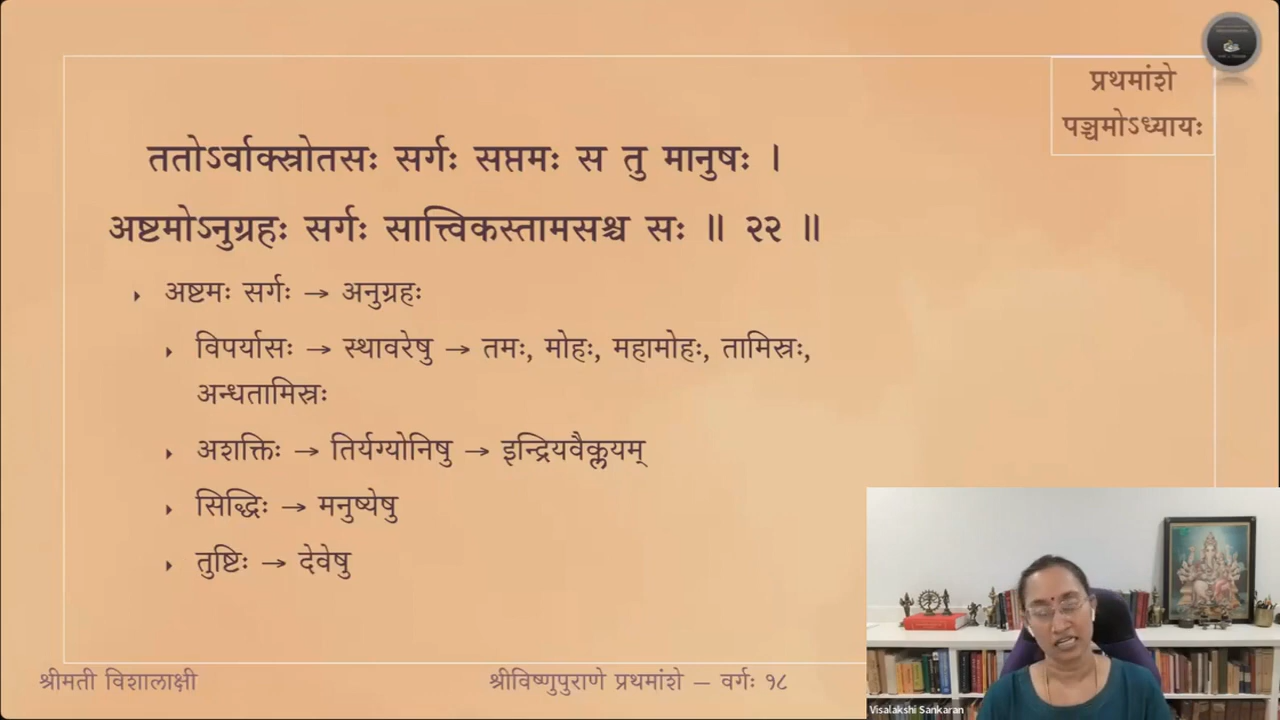 प्रथमांशे
पञ्चमोऽध्यायः
ततोऽर्वाक्स्रोतसः सर्गः सप्तमः स तु मानुषः ।
अष्टमोऽनुग्रहः सर्गः सात्त्विकस्तामसश्च सः ॥ २२ ॥
‣ अष्टमः सर्गः → अनुग्रहः
‣ विपर्यासः → स्थावरेषु → तमः, मोहः, महामोहः, तामिस्रः,
अन्धतामिस्रः
‣ अशक्तिः → तिर्यग्योनिषु → इन्द्रियवैक्लयम्
‣ सिद्धिः → मनुष्येषु
‣ तुष्टिः → देवेषु
श्रीमती विशालाक्षी
श्रीविष्णुपुराणे प्रथमांशे – वर्गः १८
Visalakshi Sankaran